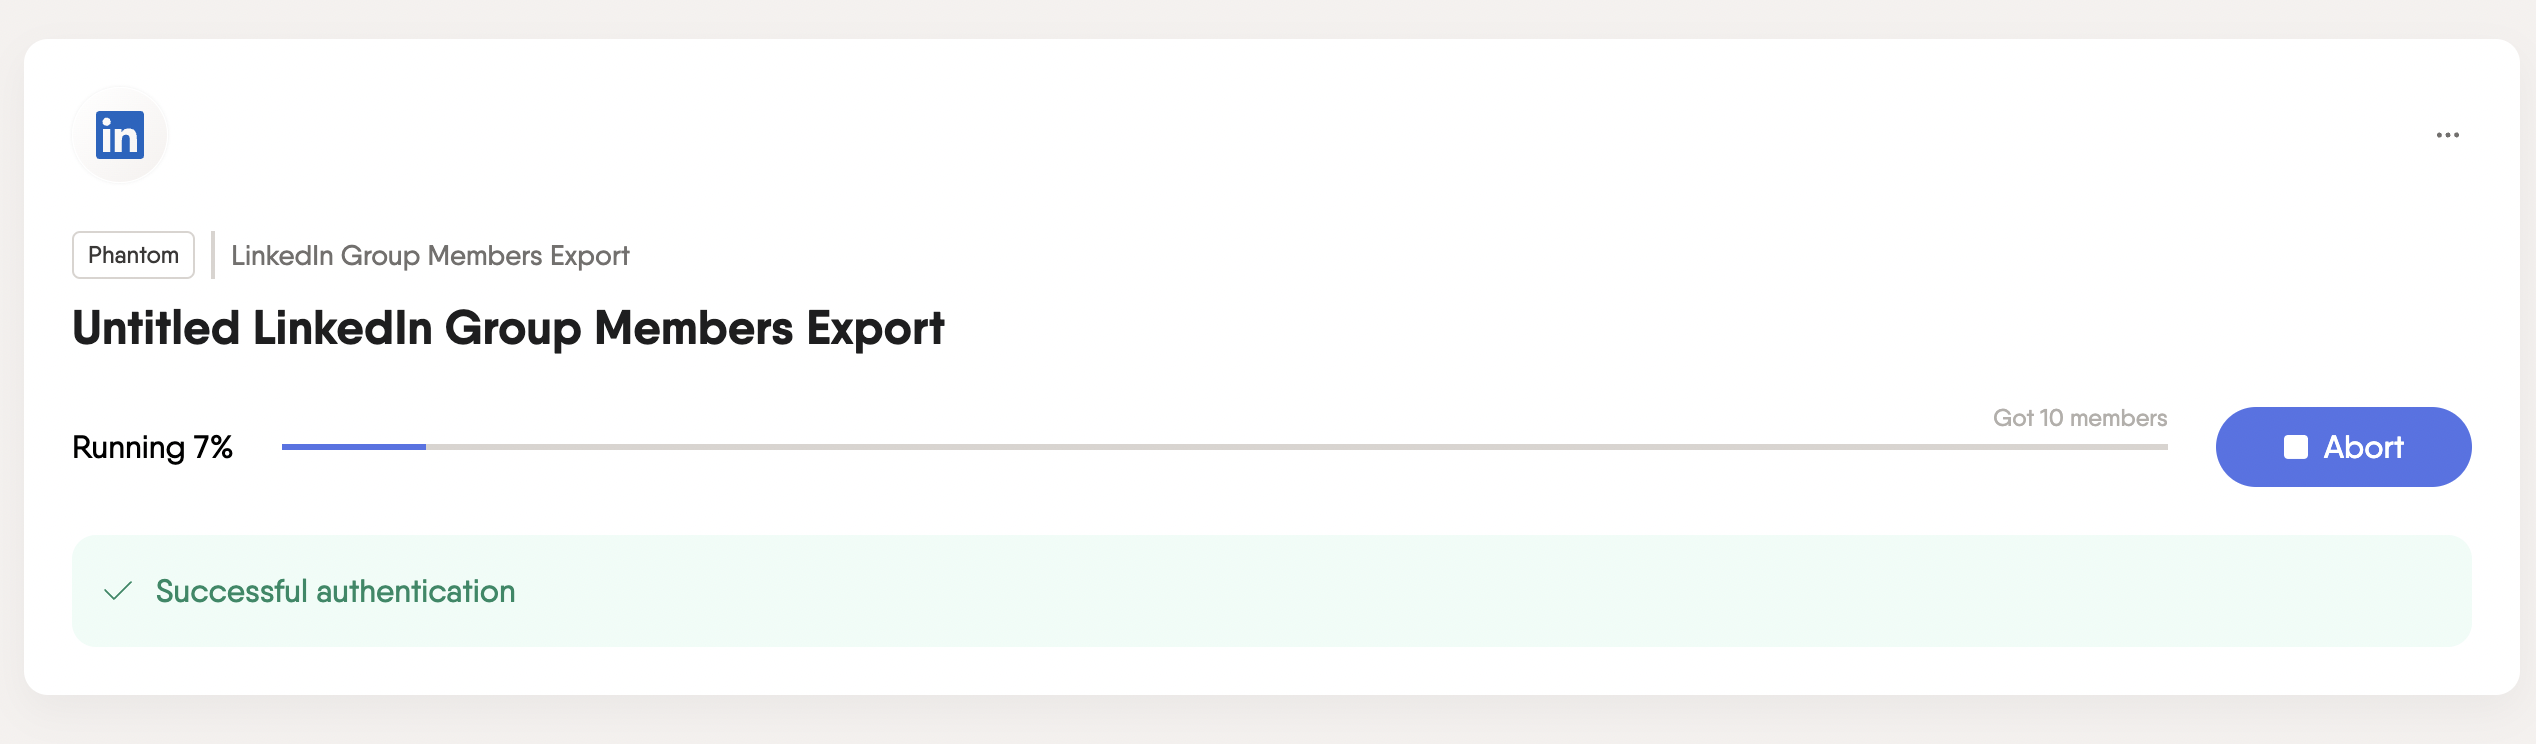 in
Phantom
LinkedIn Group Members Export
Untitled LinkedIn Group Members Export
Got 10 members
Running 7%
Abort
Successful authentication